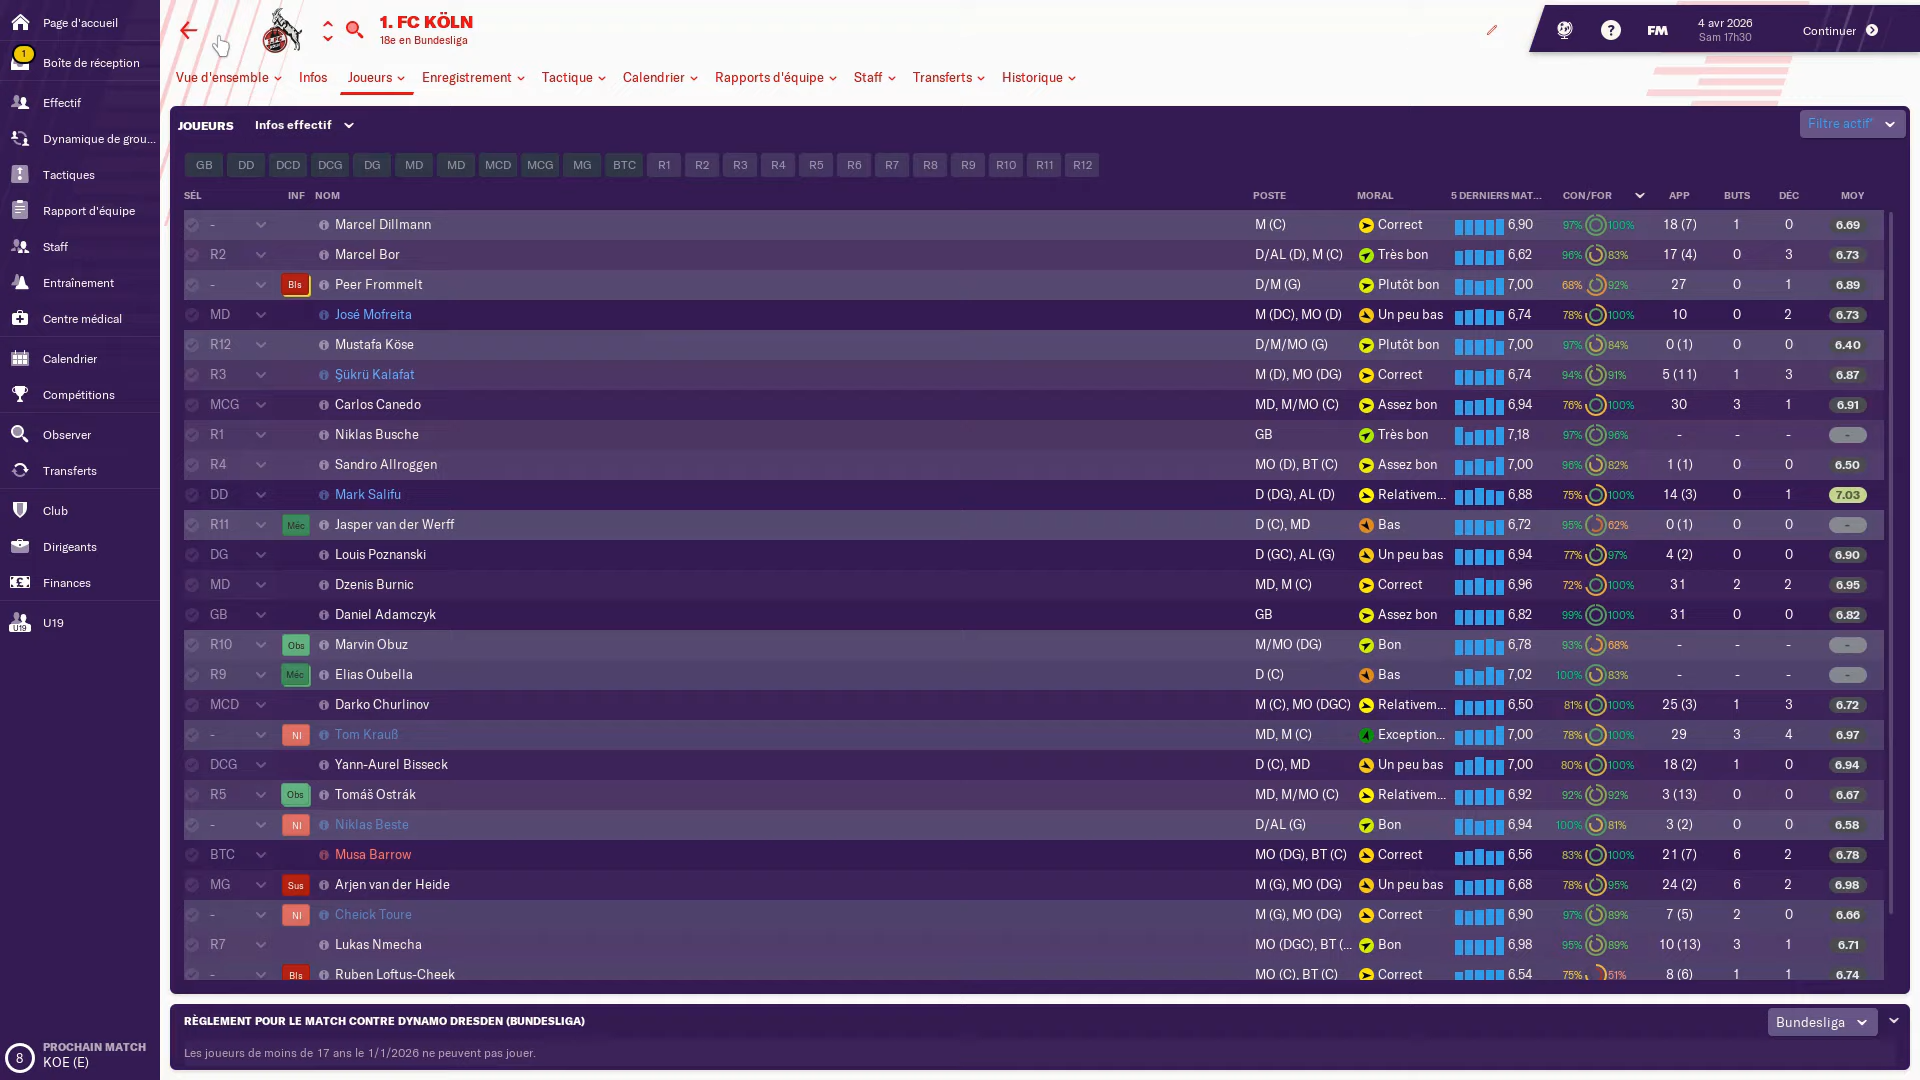 Page d'accueil
1
Boîte de réception
Effectif
Dynamique de grou...
Tactiques
Rapport d'équipe
Staff
Entraînement
Centre médical
Calendrier
Compétitions
Observer
Transferts
Club
Dirigeants
Finances
U19
U19
8
PROCHAIN MATCH
KOE (E)
1. FC KÖLN
18e en Bundesliga
?
FM
4 avr 2026
Sam 17h30
Continuer
Vue d'ensemble Infos Joueurs Enregistrement Tactique Calendrier Rapports d'équipe Staff Transferts Historique
JOUEURS Infos effectif Filtre actif*
GB DD DCD DCG DG MD MD MCD MCG MG BTC R1 R2 R3 R4 R5 R6 R7 R8 R9 R10 R11 R12
SÉL INF NOM POSTE MORAL 5 DERNIERS MAT... CON/FOR APP BUTS DÉC MOY
- Marcel Dillmann M (C) Correct 6,90 97% 100% 18 (7) 1 0 6.69
R2 Marcel Bor D/AL (D), M (C) Très bon 6,62 96% 83% 17 (4) 0 3 6.73
- Bls Peer Frommelt D/M (G) Plutôt bon 7,00 68% 92% 27 0 1 6.89
MD José Mofreita M (DC), MO (D) Un peu bas 6,74 78% 100% 10 0 2 6.73
R12 Mustafa Köse D/M/MO (G) Plutôt bon 7,00 97% 84% 0 (1) 0 0 6.40
R3 Şükrü Kalafat M (D), MO (DG) Correct 6,74 94% 91% 5 (11) 1 3 6.87
MCG Carlos Canedo MD, M/MO (C) Assez bon 6,94 76% 100% 30 3 1 6.91
R1 Niklas Busche GB Très bon 7,18 97% 96% - - - -
R4 Sandro Allroggen MO (D), BT (C) Assez bon 7,00 96% 82% 1 (1) 0 0 6.50
DD Mark Salifu D (DG), AL (D) Relativem... 6,88 75% 100% 14 (3) 0 1 7.03
R11 Méc Jasper van der Werff D (C), MD Bas 6,72 95% 62% 0 (1) 0 0 -
DG Louis Poznanski D (GC), AL (G) Un peu bas 6,94 77% 97% 4 (2) 0 0 6.90
MD Dzenis Burnic MD, M (C) Correct 6,96 72% 100% 31 2 2 6.95
GB Daniel Adamczyk GB Assez bon 6,82 99% 100% 31 0 0 6.82
R10 Obs Marvin Obuz M/MO (DG) Bon 6,78 93% 68% - - - -
R9 Méc Elias Oubella D (C) Bas 7,02 100% 83% - - - -
MCD Darko Churlinov M (C), MO (DGC) Relativem... 6,50 81% 100% 25 (3) 1 3 6.72
- NI Tom Krauß MD, M (C) Exception... 7,00 78% 100% 29 3 4 6.97
DCG Yann-Aurel Bisseck D (C), MD Un peu bas 7,00 80% 100% 18 (2) 1 0 6.94
R5 Obs Tomáš Ostrák MD, M/MO (C) Relativem... 6,92 92% 92% 3 (13) 0 0 6.67
- NI Niklas Beste D/AL (G) Bon 6,94 100% 81% 3 (2) 0 0 6.58
BTC Musa Barrow MO (DG), BT (C) Correct 6,56 83% 100% 21 (7) 6 2 6.78
MG Sus Arjen van der Heide M (G), MO (DG) Un peu bas 6,68 78% 95% 24 (2) 6 2 6.98
- NI Cheick Toure M (G), MO (DG) Correct 6,90 97% 89% 7 (5) 2 0 6.66
R7 Lukas Nmecha MO (DGC), BT (... Bon 6,98 95% 89% 10 (13) 3 1 6.71
- Bls Ruben Loftus-Cheek MO (C), BT (C) Correct 6,54 75% 51% 8 (6) 1 1 6.74
RÈGLEMENT POUR LE MATCH CONTRE DYNAMO DRESDEN (BUNDESLIGA) Bundesliga
Les joueurs de moins de 17 ans le 1/1/2026 ne peuvent pas jouer.